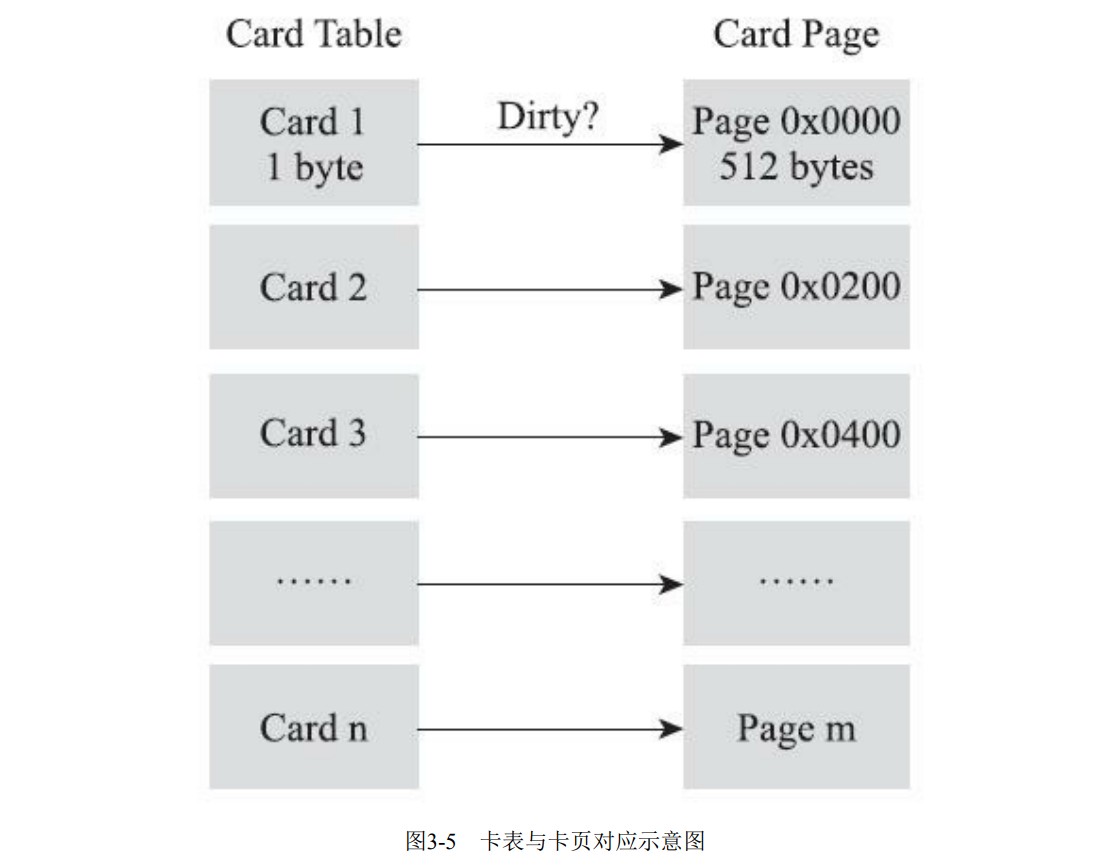 Card Table
Card Page
Card 1
1 byte
Dirty?
Page 0x0000
512 bytes
Card 2
Page 0x0200
Card 3
Page 0x0400
······
······
Card n
Page m
图3-5 卡表与卡页对应示意图